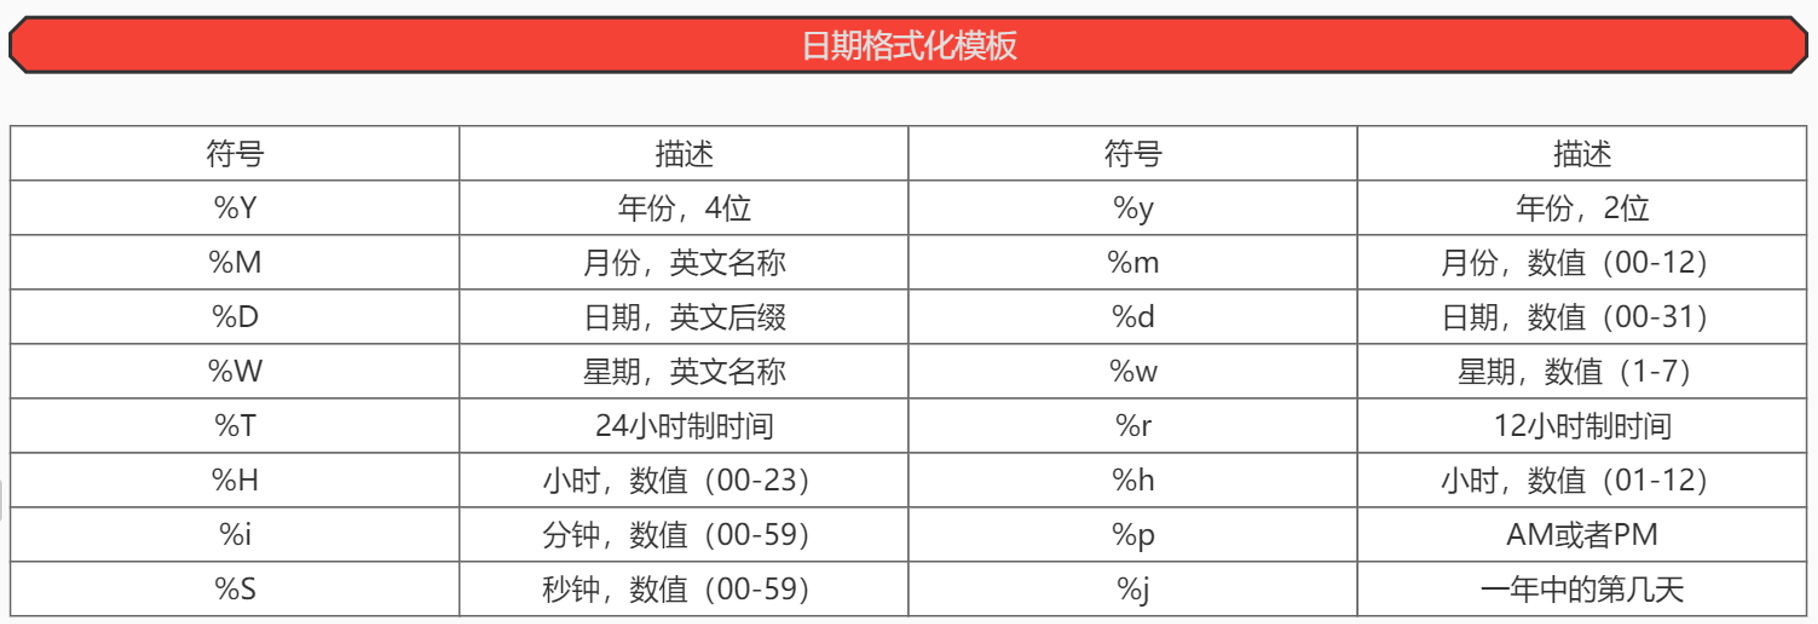 日期格式化模板
符号 描述 符号 描述
%Y 年份，4位 %y 年份，2位
%M 月份，英文名称 %m 月份，数值（00-12）
%D 日期，英文后缀 %d 日期，数值（00-31）
%W 星期，英文名称 %w 星期，数值（1-7）
%T 24小时制时间 %r 12小时制时间
%H 小时，数值（00-23） %h 小时，数值（01-12）
%i 分钟，数值（00-59） %p AM或者PM
%S 秒钟，数值（00-59） %j 一年中的第几天